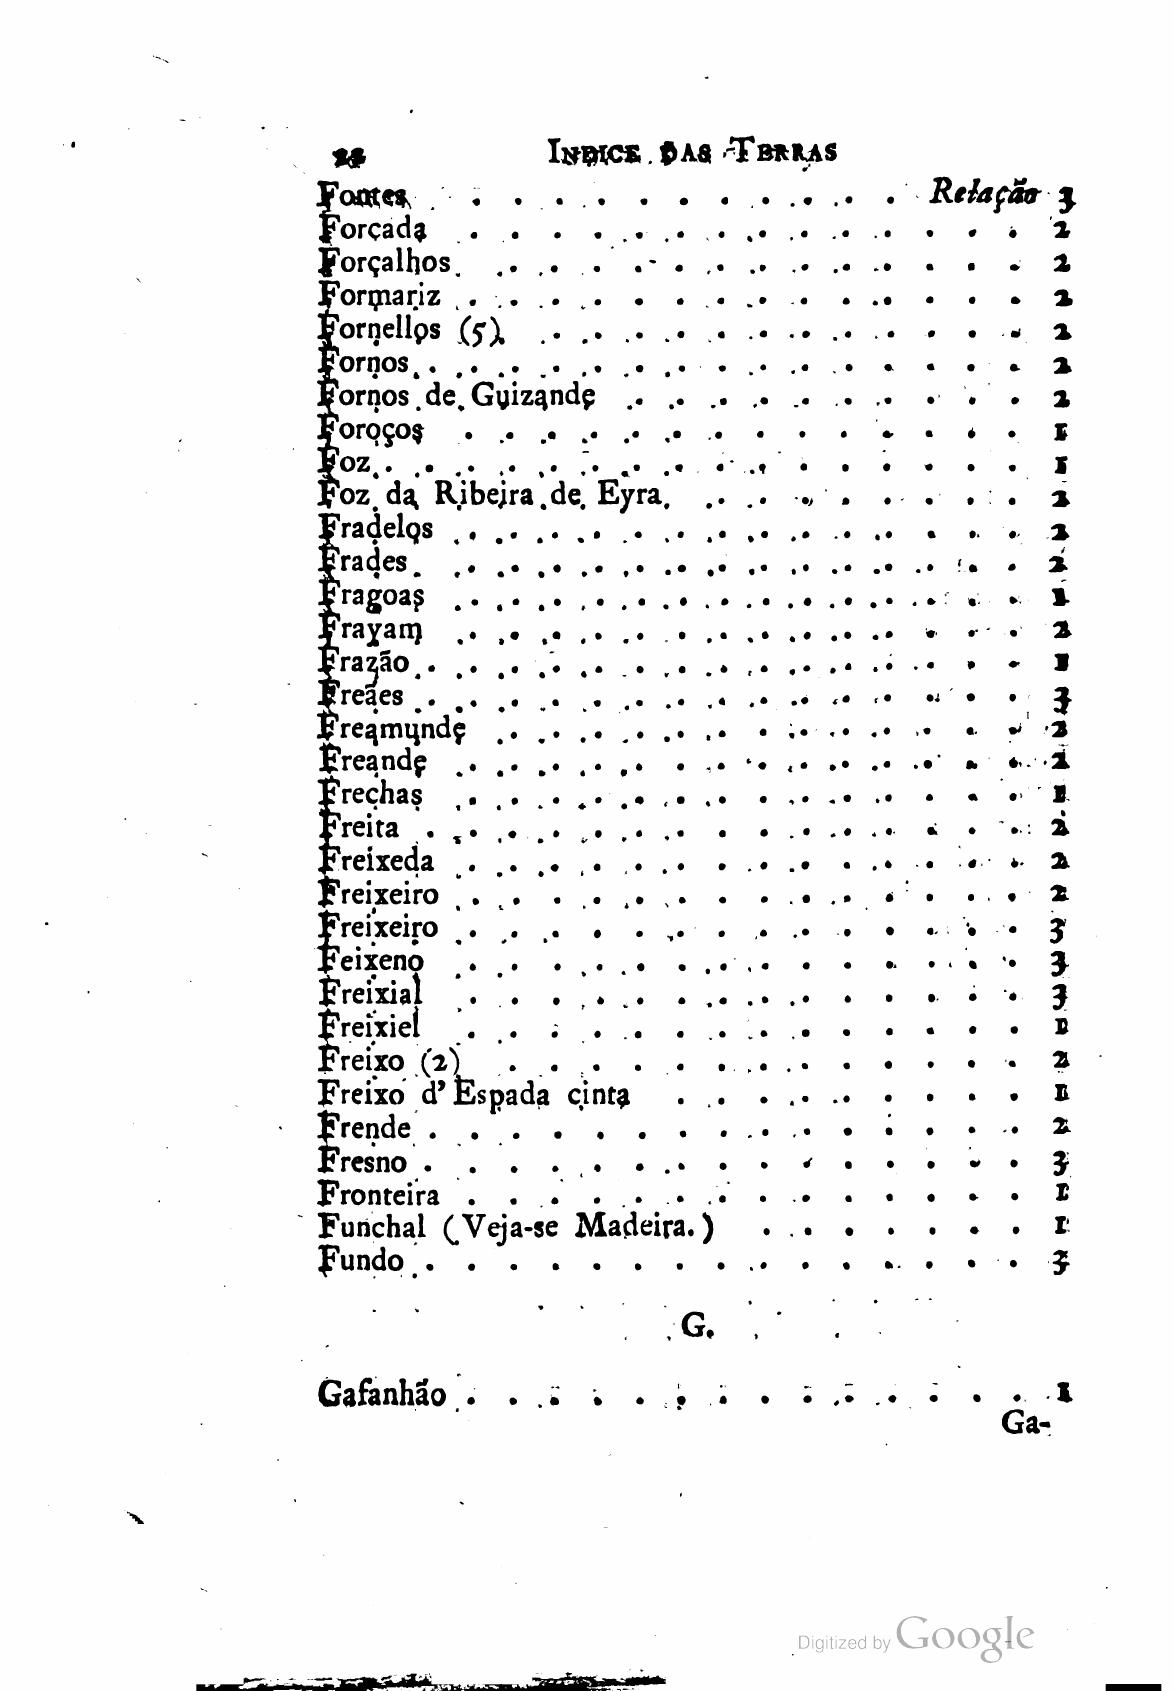 INDICE DAS TERRAS
Fontes . . . . . . . . . . . Relação 3
Forçada . . . . . . . . . . . . . . 2
Forçalhos . . . . . . . . . . . . . 2
Formariz . . . . . . . . . . . . . . 2
Fornellos (5) . . . . . . . . . . . . 2
Fornos . . . . . . . . . . . . . . . 2
Fornos de Guizande . . . . . . . . . . 2
Foroços . . . . . . . . . . . . . . 1
Foz . . . . . . . . . . . . . . . . 1
Foz da Ribeira de Eyra . . . . . . . . 2
Fradelos . . . . . . . . . . . . . . 2
Frades . . . . . . . . . . . . . . . 2
Fragoas . . . . . . . . . . . . . . 1
Frayam . . . . . . . . . . . . . . . 2
Frazão . . . . . . . . . . . . . . . 1
Freães . . . . . . . . . . . . . . . 3
Freamunde . . . . . . . . . . . . . 2
Freande . . . . . . . . . . . . . . 2
Frechas . . . . . . . . . . . . . . 1
Freita . . . . . . . . . . . . . . . 2
Freixeda . . . . . . . . . . . . . . 2
Freixeiro . . . . . . . . . . . . . . 2
Freixeiro . . . . . . . . . . . . . . 3
Feixeno . . . . . . . . . . . . . . 3
Freixial . . . . . . . . . . . . . . 3
Freixiel . . . . . . . . . . . . . . 1
Freixo (2) . . . . . . . . . . . . . 2
Freixo d' Espada cinta . . . . . . . . . 1
Frende . . . . . . . . . . . . . . . 2
Fresno . . . . . . . . . . . . . . . 3
Fronteira . . . . . . . . . . . . . . 1
Funchal (Veja-se Madeira.) . . . . . . . 1
Fundo . . . . . . . . . . . . . . . 3
G.
Gafanhão . . . . . . . . . . . . . . 1
Ga-
Digitized by Google